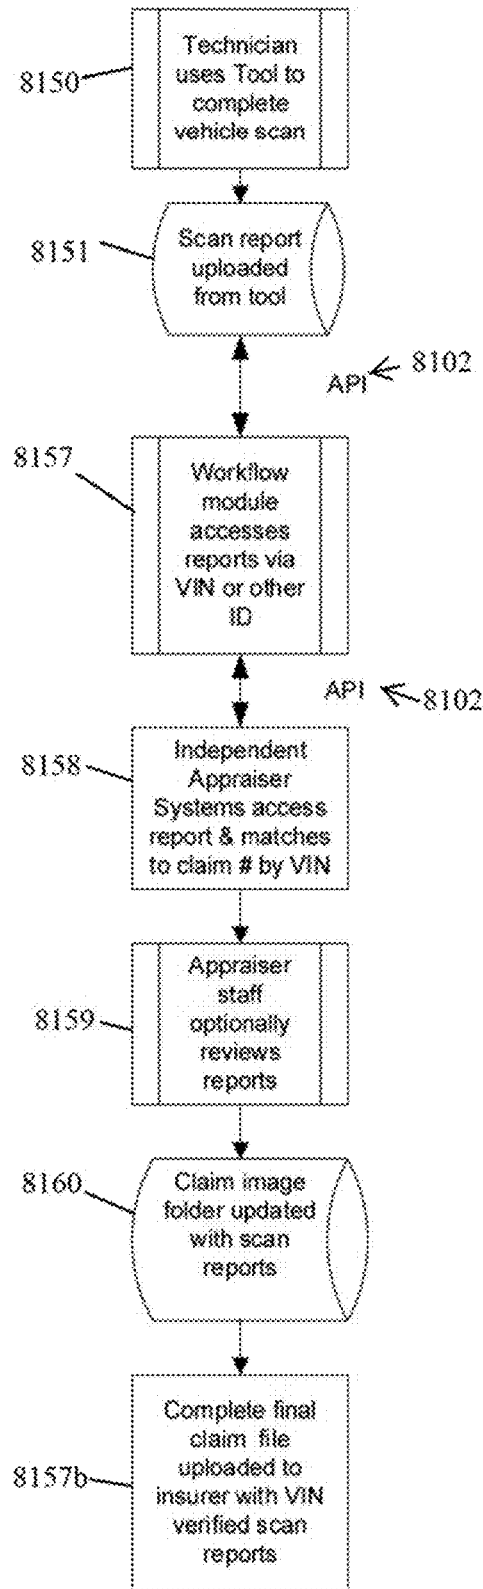 8150
Technician
uses Tool to
complete
vehicle scan
8151
Scan report
uploaded
from tool
API
8102
8157
Workflow
module
accesses
reports via
VIN or other
ID
API
8102
8158
Independent
Appraiser
Systems access
report & matches
to claim # by VIN
8159
Appraiser
staff
optionally
reviews
reports
8160
Claim image
folder updated
with scan
reports
8157b
Complete final
claim file
uploaded to
insurer with VIN
verified scan
reports